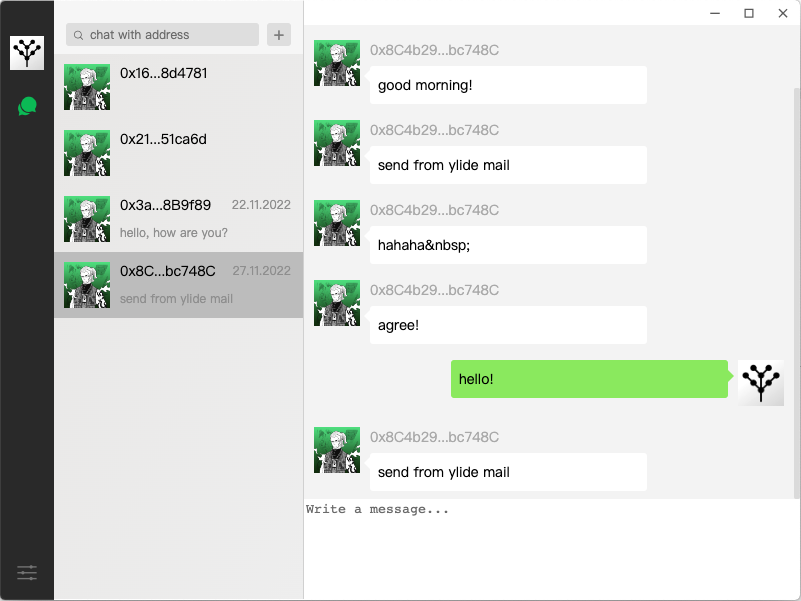 chat with address
0x16...8d4781
0x21...51ca6d
0x3a...8B9f89 22.11.2022
hello, how are you?
0x8C...bc748C 27.11.2022
send from ylide mail
0x8C4b29...bc748C
good morning!
0x8C4b29...bc748C
send from ylide mail
0x8C4b29...bc748C
hahaha&nbsp;
0x8C4b29...bc748C
agree!
hello!
0x8C4b29...bc748C
send from ylide mail
Write a message...